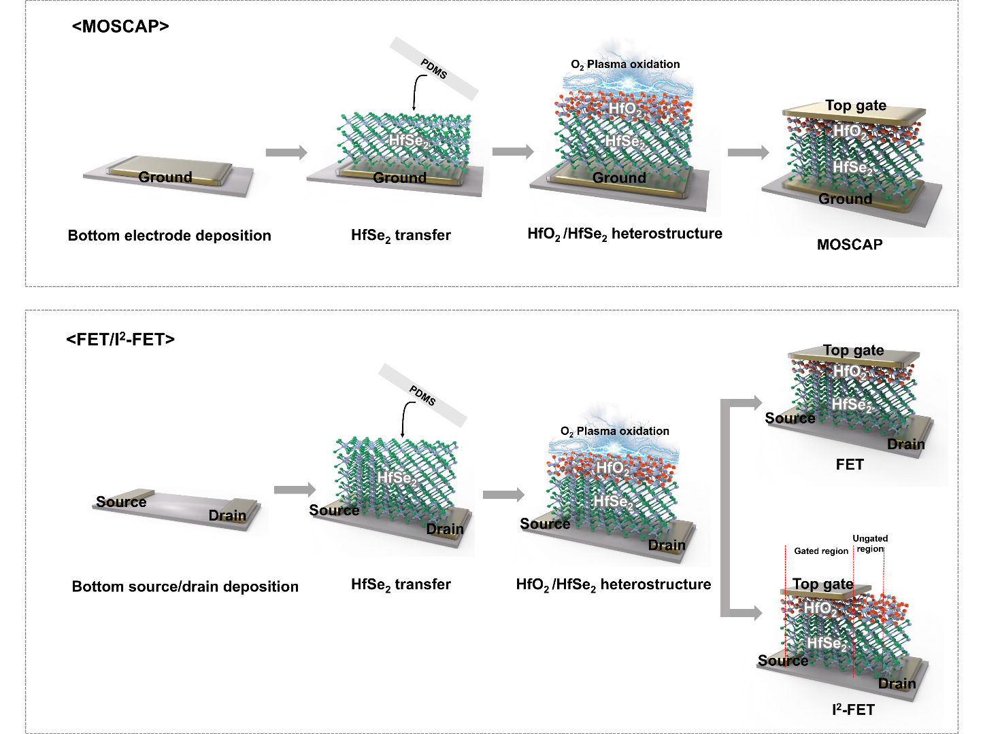 <MOSCAP>
PDMS
O₂ Plasma oxidation
HfO₂
Top gate
HfO₂
HfSe₂
HfSe₂
HfSe₂
Ground
Ground
Ground
Ground
Bottom electrode deposition
HfSe₂ transfer
HfO₂/HfSe₂ heterostructure
MOSCAP
<FET/I²-FET>
PDMS
O₂ Plasma oxidation
Top gate
HfO₂
HfSe₂
Source
Drain
FET
HfSe₂
HfO₂
HfSe₂
Source
Drain
Source
Drain
Source
Drain
Bottom source/drain deposition
HfSe₂ transfer
HfO₂/HfSe₂ heterostructure
Gated region
Ungated
region
Top gate
HfO₂
HfSe₂
Source
Drain
I²-FET